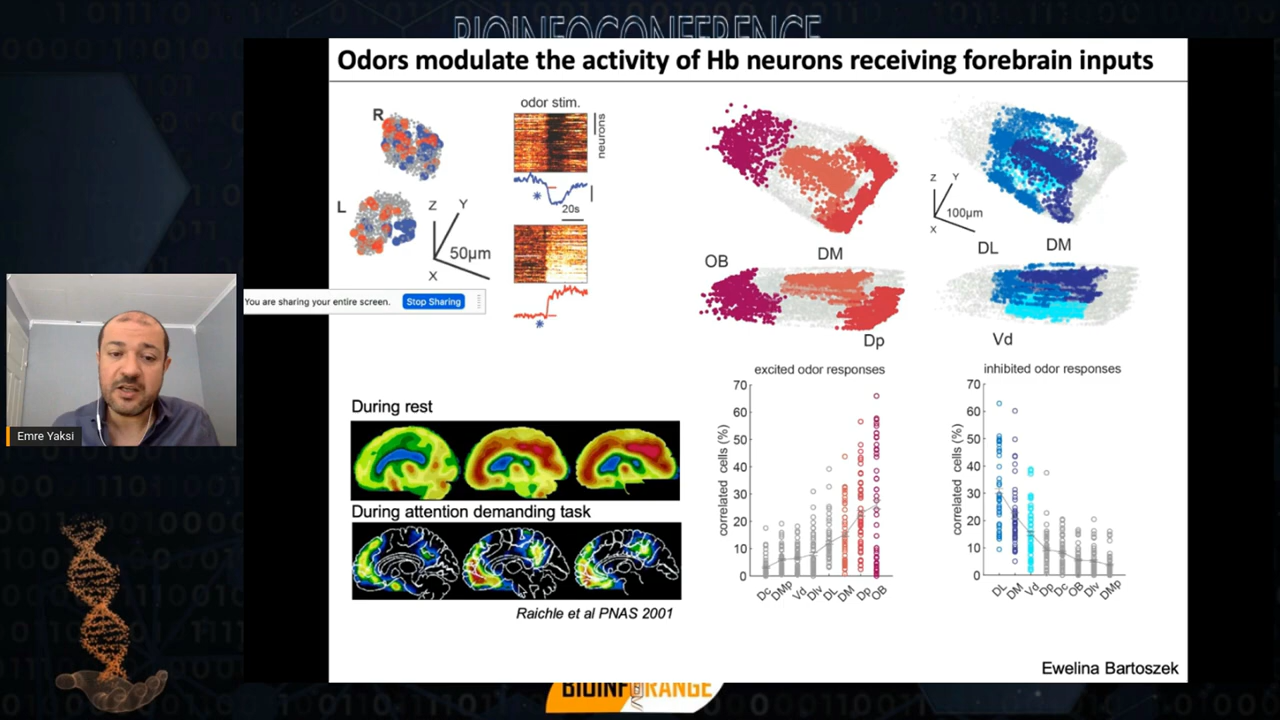 BIOINFOCONFERENCE
Odors modulate the activity of Hb neurons receiving forebrain inputs
R
L
Z
Y
X
50µm
odor stim.
neurons
*
20s
*
You are sharing your entire screen.
Stop Sharing
Emre Yaksi
During rest
During attention demanding task
Raichle et al PNAS 2001
OB
DM
Dp
Z
Y
X
100µm
DL
DM
Vd
excited odor responses
correlated cells (%)
70
60
50
40
30
20
10
0
Dc
DMp
Vd
Dlv
DL
DM
Dp
OB
inhibited odor responses
correlated cells (%)
70
60
50
40
30
20
10
0
DL
DM
Vd
Dp
Dc
OB
Dlv
DMp
Ewelina Bartoszek
BIOINFORANGE